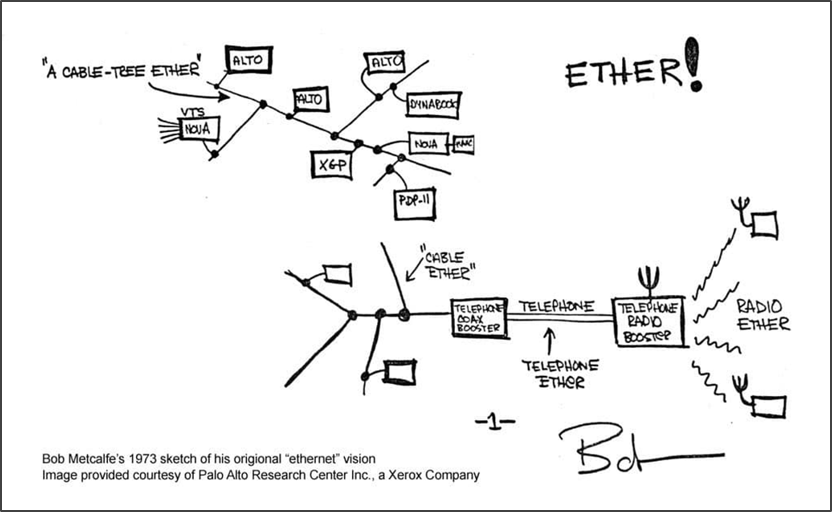 "A CABLE-TREE ETHER"
ALTO
ALTO
ETHER!
ALTO
DYNABOOK
VTS
NOVA
NOVA
XGP
PDP-11
"CABLE
ETHER"
TELEPHONE
COAX
BOOSTER
TELEPHONE
TELEPHONE
ETHER
TELEPHONE
RADIO
BOOSTER
RADIO
ETHER
-1-
Bob
Bob Metcalfe's 1973 sketch of his origional "ethernet" vision
Image provided courtesy of Palo Alto Research Center Inc., a Xerox Company